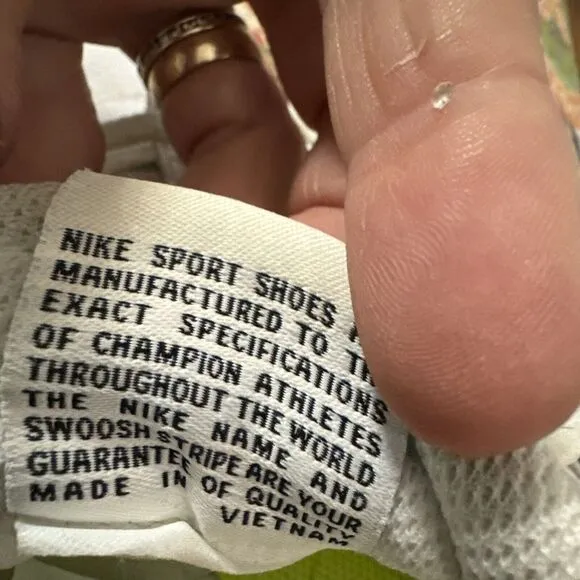 NIKE SPORT SHOES
MANUFACTURED TO
EXACT SPECIFICATIONS
OF CHAMPION ATHLETES
THROUGHOUT THE WORLD
THE NIKE NAME AND
SWOOSH STRIPE ARE YOUR
GUARANTEE OF QUALITY
MADE IN VIETNAM